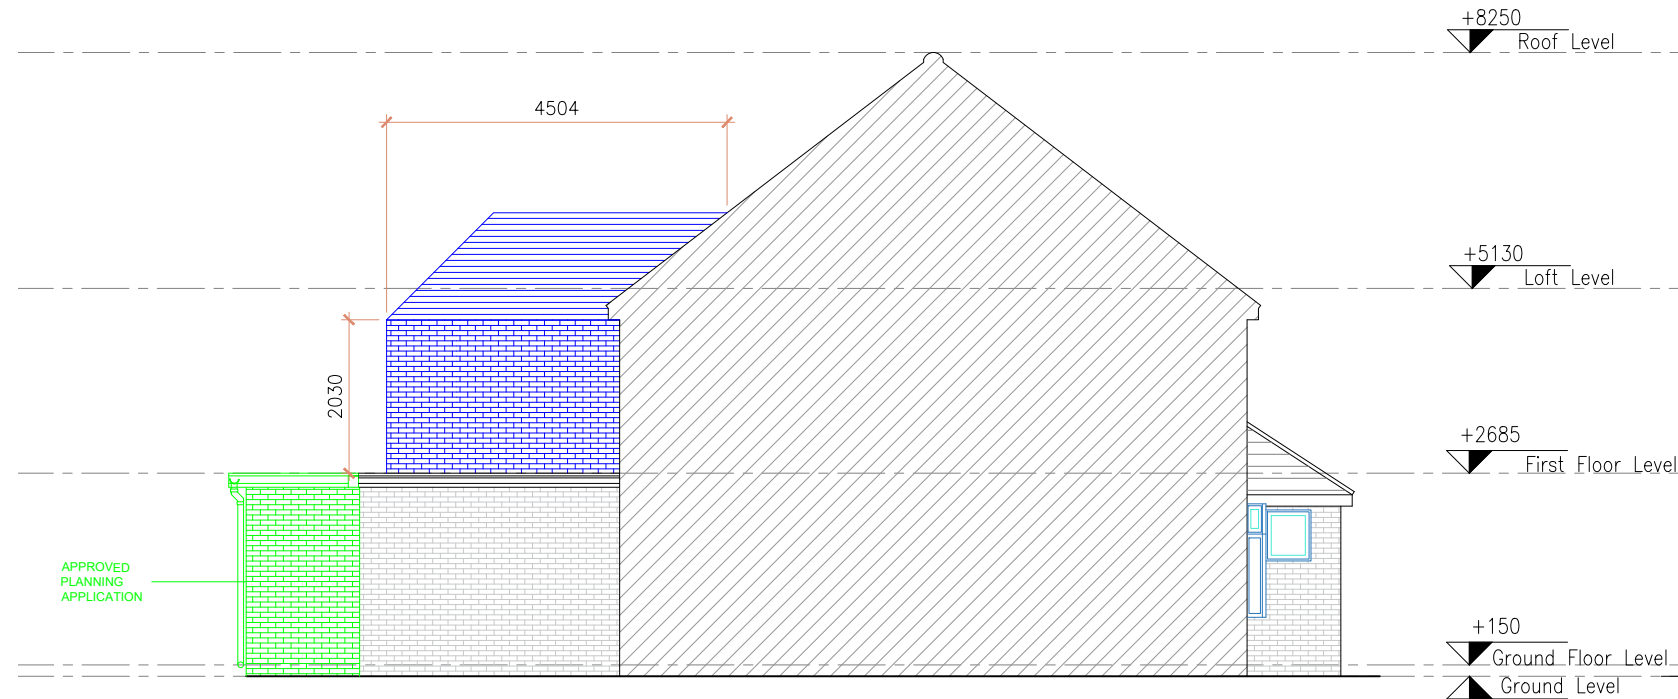 +8250
Roof Level
4504
+5130
Loft Level
2030
+2685
First Floor Level
APPROVED
PLANNING
APPLICATION
+150
Ground Floor Level
Ground Level